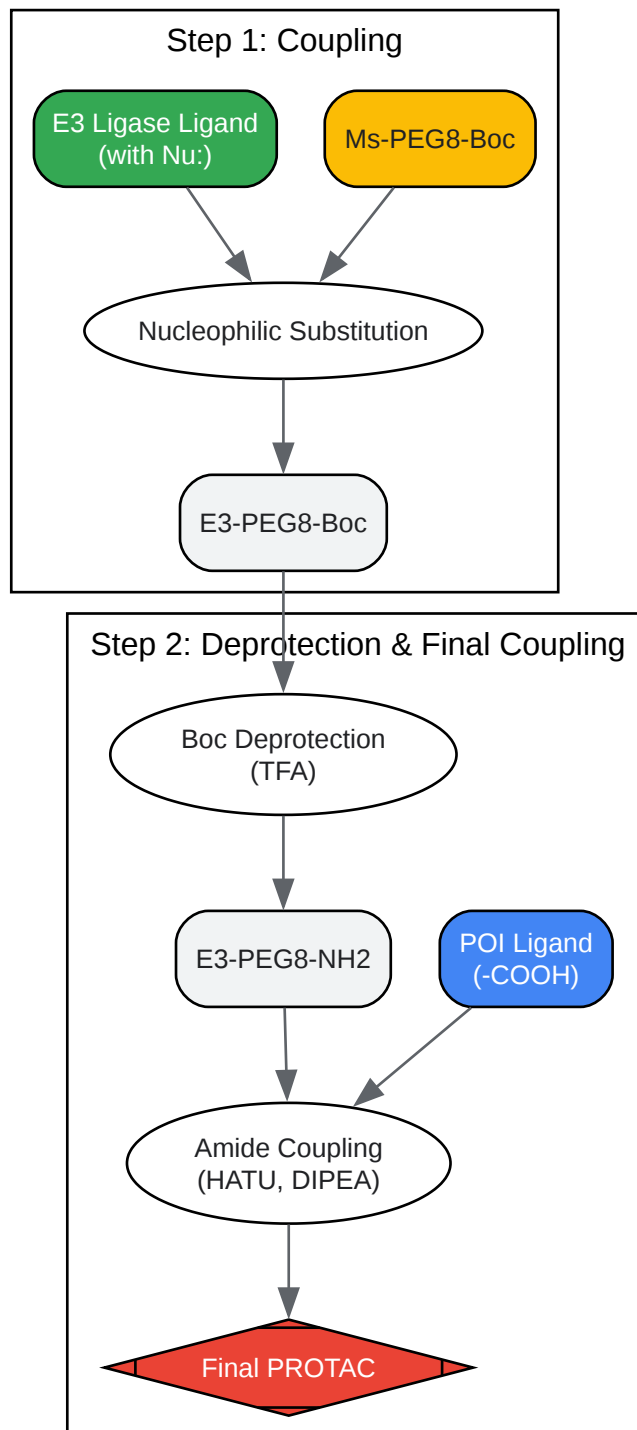 Step 1: Coupling
E3 Ligase Ligand
(with Nu:)
Ms-PEG8-Boc
Nucleophilic Substitution
E3-PEG8-Boc
Step 2: Deprotection & Final Coupling
Boc Deprotection
(TFA)
E3-PEG8-NH2
POI Ligand
(-COOH)
Amide Coupling
(HATU, DIPEA)
Final PROTAC